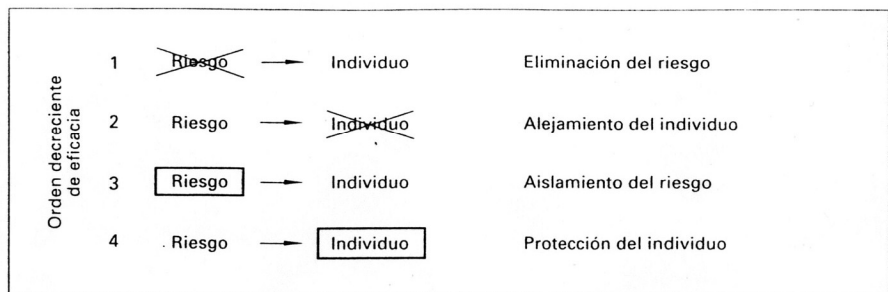 Orden decreciente
de eficacia
1 Riesgo Individuo Eliminación del riesgo
2 Riesgo Individuo Alejamiento del individuo
3 Riesgo Individuo Aislamiento del riesgo
4 Riesgo Individuo Protección del individuo